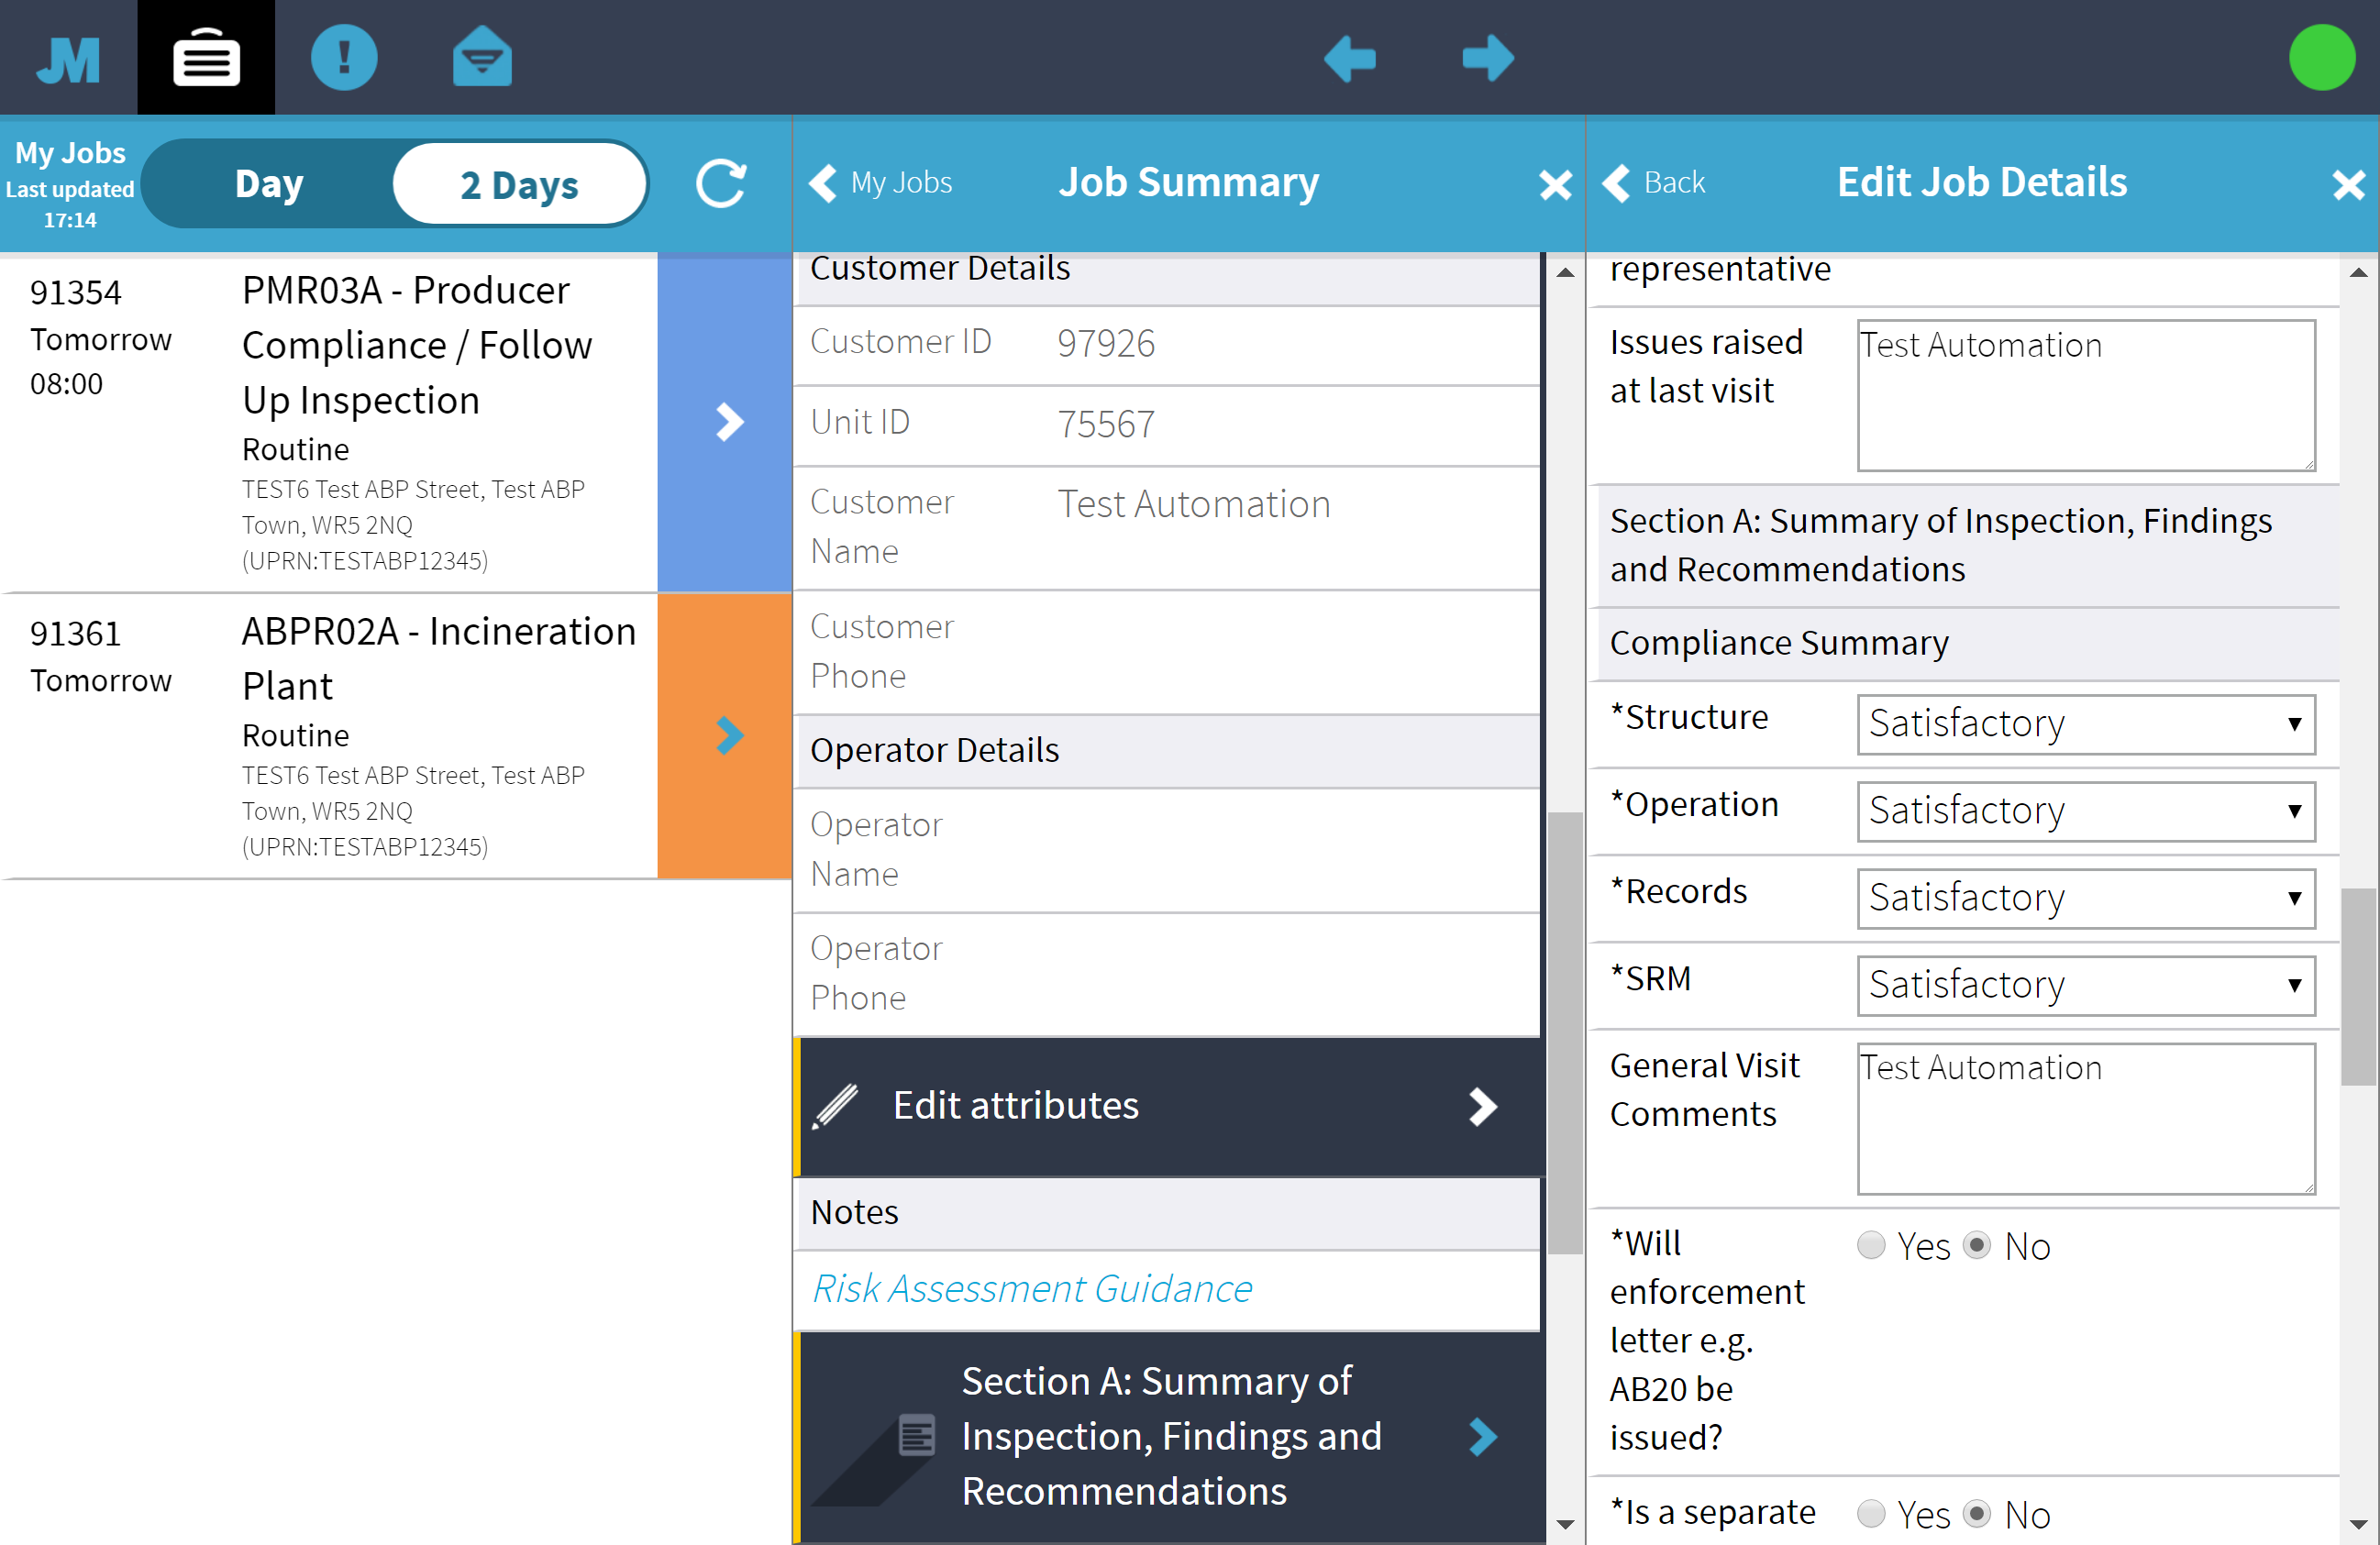 JM
My Jobs
Last updated
17:14
Day
2 Days
My Jobs
Job Summary
Back
Edit Job Details
91354
Tomorrow
08:00
PMR03A - Producer
Compliance / Follow
Up Inspection
Routine
TEST6 Test ABP Street, Test ABP
Town, WR5 2NQ
(UPRN:TESTABP12345)
91361
Tomorrow
ABPR02A - Incineration
Plant
Routine
TEST6 Test ABP Street, Test ABP
Town, WR5 2NQ
(UPRN:TESTABP12345)
Customer Details
Customer ID 97926
Unit ID 75567
Customer Test Automation
Name
Customer
Phone
Operator Details
Operator
Name
Operator
Phone
Edit attributes
Notes
Risk Assessment Guidance
Section A: Summary of
Inspection, Findings and
Recommendations
representative
Issues raised Test Automation
at last visit
Section A: Summary of Inspection, Findings
and Recommendations
Compliance Summary
*Structure Satisfactory
*Operation Satisfactory
*Records Satisfactory
*SRM Satisfactory
General Visit Test Automation
Comments
*Will Yes No
enforcement
letter e.g.
AB20 be
issued?
*Is a separate Yes No